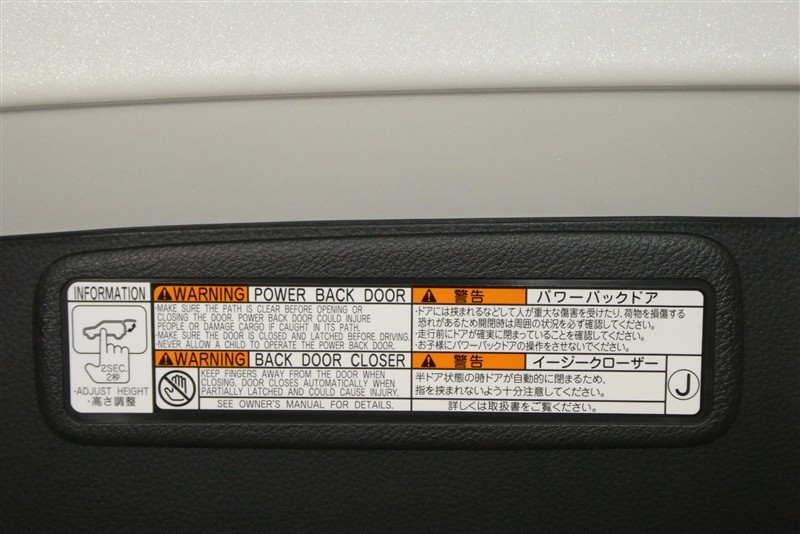 INFORMATION
2SEC.
2秒
・ADJUST HEIGHT
・高さ調整
WARNING POWER BACK DOOR
・MAKE SURE THE PATH IS CLEAR BEFORE OPENING OR
CLOSING THE DOOR. POWER BACK DOOR COULD INJURE
PEOPLE OR DAMAGE CARGO IF CAUGHT IN ITS PATH.
・MAKE SURE THE DOOR IS CLOSED AND LATCHED BEFORE DRIVING.
・NEVER ALLOW A CHILD TO OPERATE THE POWER BACK DOOR.
WARNING BACK DOOR CLOSER
KEEP FINGERS AWAY FROM THE DOOR WHEN
CLOSING. DOOR CLOSES AUTOMATICALLY WHEN
PARTIALLY LATCHED AND COULD CAUSE INJURY.
SEE OWNER'S MANUAL FOR DETAILS.
警告 パワーバックドア
・ドアには挟まれるなどして人が重大な傷害を受けたり、荷物を損傷する
恐れがあるため開閉時は周囲の状況を必ず確認してください。
・走行前にドアが確実に閉まっていることを確認してください。
・お子様にパワーバックドアの操作をさせないでください。
警告 イージークローザー
半ドア状態の時ドアが自動的に閉まるため、
指を挟まれないよう十分注意してください。
詳しくは取扱書をご覧ください。
J